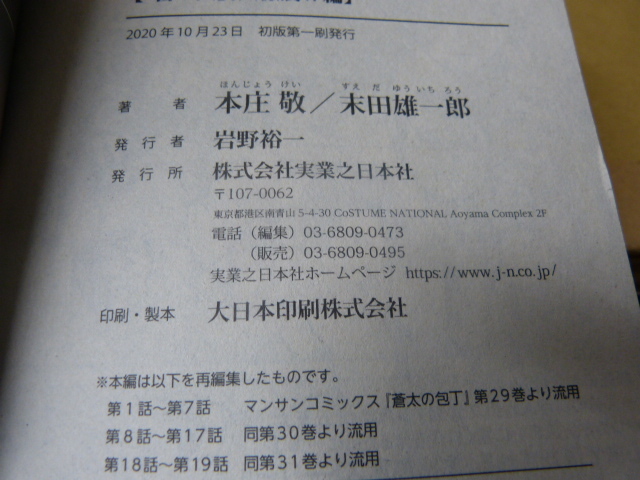 編】
2020年10月23日　初版第一刷発行
ほんじょう けい　すえ だ ゆういち ろう
著　者　本庄 敬／末田雄一郎
発 行 者　岩野裕一
発 行 所　株式会社実業之日本社
〒107-0062
東京都港区南青山 5-4-30 CoSTUME NATIONAL Aoyama Complex 2F
電話（編集）03-6809-0473
（販売）03-6809-0495
実業之日本社ホームページ https://www.j-n.co.jp/
印刷・製本　大日本印刷株式会社
※本編は以下を再編集したものです。
第1話～第7話　マンサンコミックス『蒼太の包丁』第29巻より流用
第8話～第17話　同第30巻より流用
第18話～第19話　同第31巻より流用